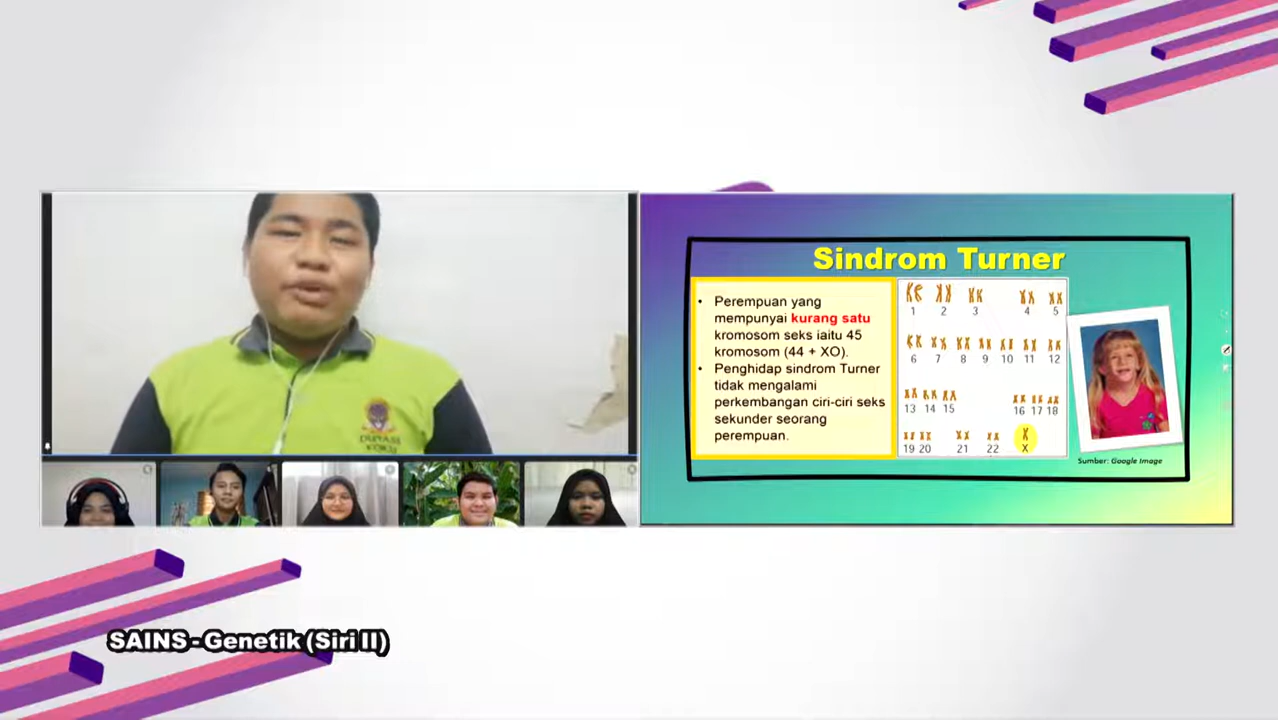 Sindrom Turner
• Perempuan yang
mempunyai kurang satu
kromosom seks iaitu 45
kromosom (44 + XO).
• Penghidap sindrom Turner
tidak mengalami
perkembangan ciri-ciri seks
sekunder seorang
perempuan.
1 2 3 4 5
6 7 8 9 10 11 12
13 14 15 16 17 18
19 20 21 22 X
Sumber: Google Image
SAINS - Genetik (Siri II)